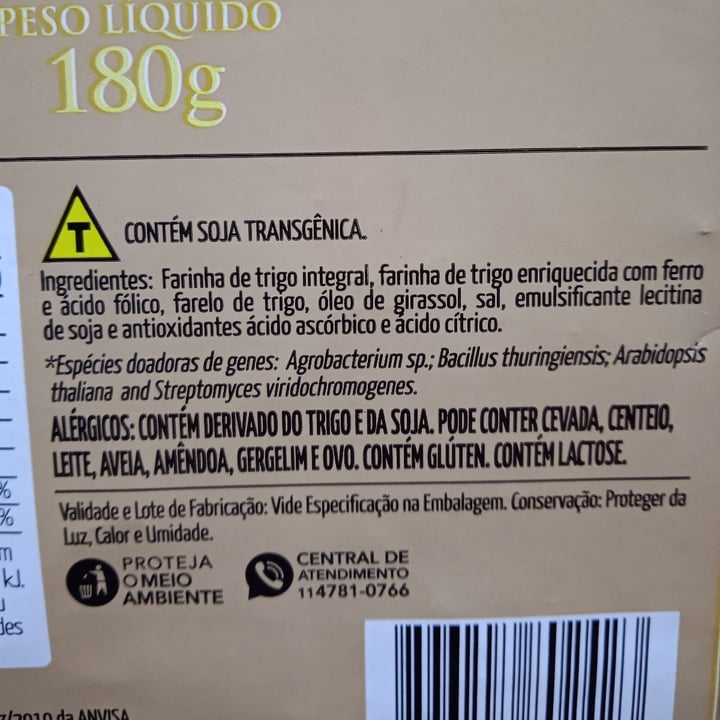 PESO LÍQUIDO
180g
T
CONTÉM SOJA TRANSGÊNICA.
Ingredientes: Farinha de trigo integral, farinha de trigo enriquecida com ferro
e ácido fólico, farelo de trigo, óleo de girassol, sal, emulsificante lecitina
de soja e antioxidantes ácido ascórbico e ácido cítrico.
*Espécies doadoras de genes: Agrobacterium sp.; Bacillus thuringiensis; Arabidopsis
thaliana and Streptomyces viridochromogenes.
ALÉRGICOS: CONTÉM DERIVADO DO TRIGO E DA SOJA. PODE CONTER CEVADA, CENTEIO,
LEITE, AVEIA, AMÊNDOA, GERGELIM E OVO. CONTÉM GLÚTEN. CONTÉM LACTOSE.
%
%
Validade e Lote de Fabricação: Vide Especificação na Embalagem. Conservação: Proteger da
Luz, Calor e Umidade.
kJ.
PROTEJA
O MEIO
AMBIENTE
CENTRAL DE
ATENDIMENTO
114781-0766
da ANVISA